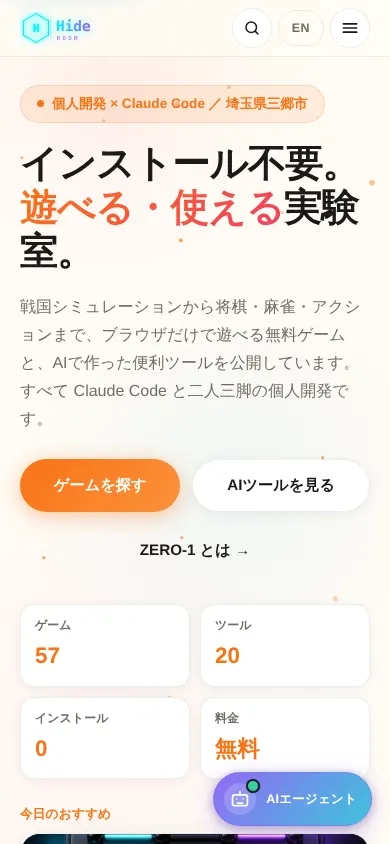 Hide
ROOM
H
EN
個人開発 × Claude Code ／ 埼玉県三郷市
インストール不要。
遊べる・使える実験
室。
戦国シミュレーションから将棋・麻雀・アクシ
ョンまで、ブラウザだけで遊べる無料ゲーム
と、AIで作った便利ツールを公開しています。
すべて Claude Code と二人三脚の個人開発で
す。
ゲームを探す
AIツールを見る
ZERO-1 とは →
ゲーム
57
ツール
20
インストール
0
料金
無料
AIエージェント
今日のおすすめ